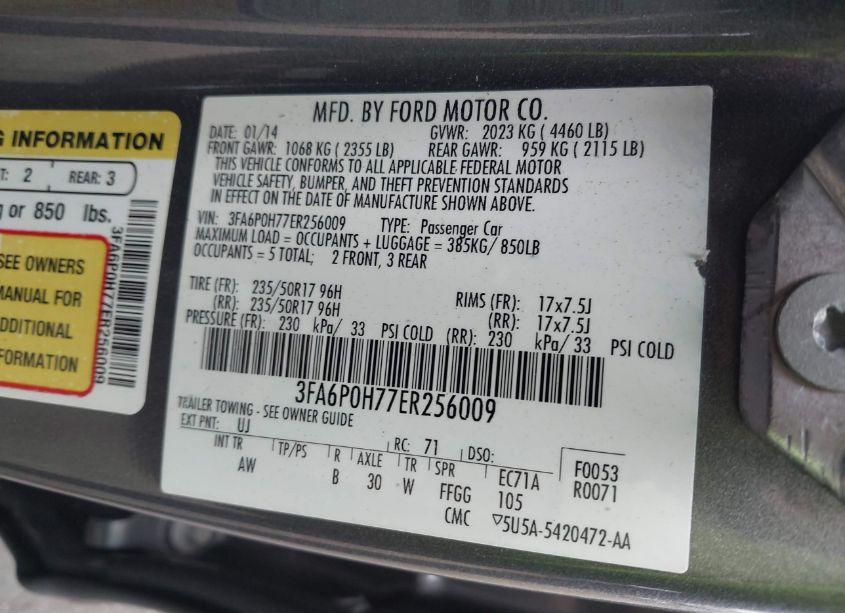 G INFORMATION
T: 2 REAR: 3
g or 850 lbs.
SEE OWNERS
MANUAL FOR
ADDITIONAL
INFORMATION
3FA6P0H77ER256009
MFD. BY FORD MOTOR CO.
DATE: 01/14 GVWR: 2023 KG ( 4460 LB)
FRONT GAWR: 1068 KG ( 2355 LB) REAR GAWR: 959 KG ( 2115 LB)
THIS VEHICLE CONFORMS TO ALL APPLICABLE FEDERAL MOTOR
VEHICLE SAFETY, BUMPER, AND THEFT PREVENTION STANDARDS
IN EFFECT ON THE DATE OF MANUFACTURE SHOWN ABOVE.
VIN: 3FA6P0H77ER256009 TYPE: Passenger Car
MAXIMUM LOAD = OCCUPANTS + LUGGAGE = 385KG/ 850LB
OCCUPANTS = 5 TOTAL; 2 FRONT, 3 REAR
TIRE (FR): 235/50R17 96H RIMS (FR): 17x7.5J
(RR): 235/50R17 96H (RR): 17x7.5J
PRESSURE (FR): 230 kPa/ 33 PSI COLD (RR): 230 kPa/ 33 PSI COLD
3FA6P0H77ER256009
TRAILER TOWING - SEE OWNER GUIDE
EXT PNT: UJ RC: 71 DSO:
INT TR TP/PS R AXLE TR SPR EC71A F0053
AW B 30 W FFGG 105 R0071
CMC ▽5U5A-5420472-AA